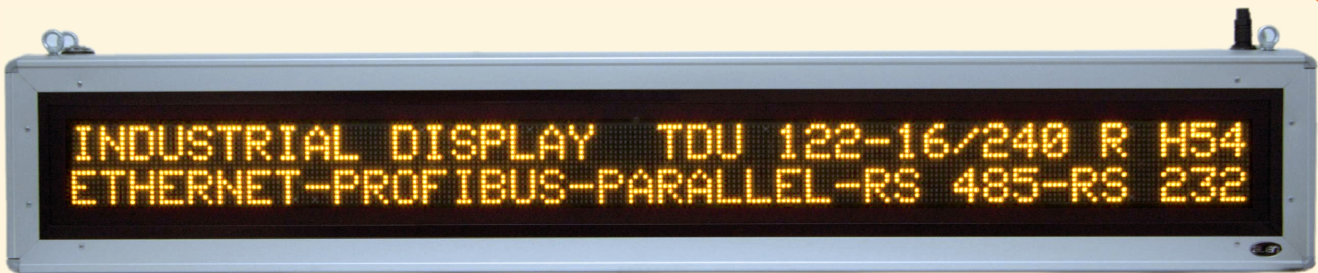 INDUSTRIAL DISPLAY TDU 122-16/240 R H54
ETHERNET-PROFIBUS-PARALLEL-RS 485-RS 232